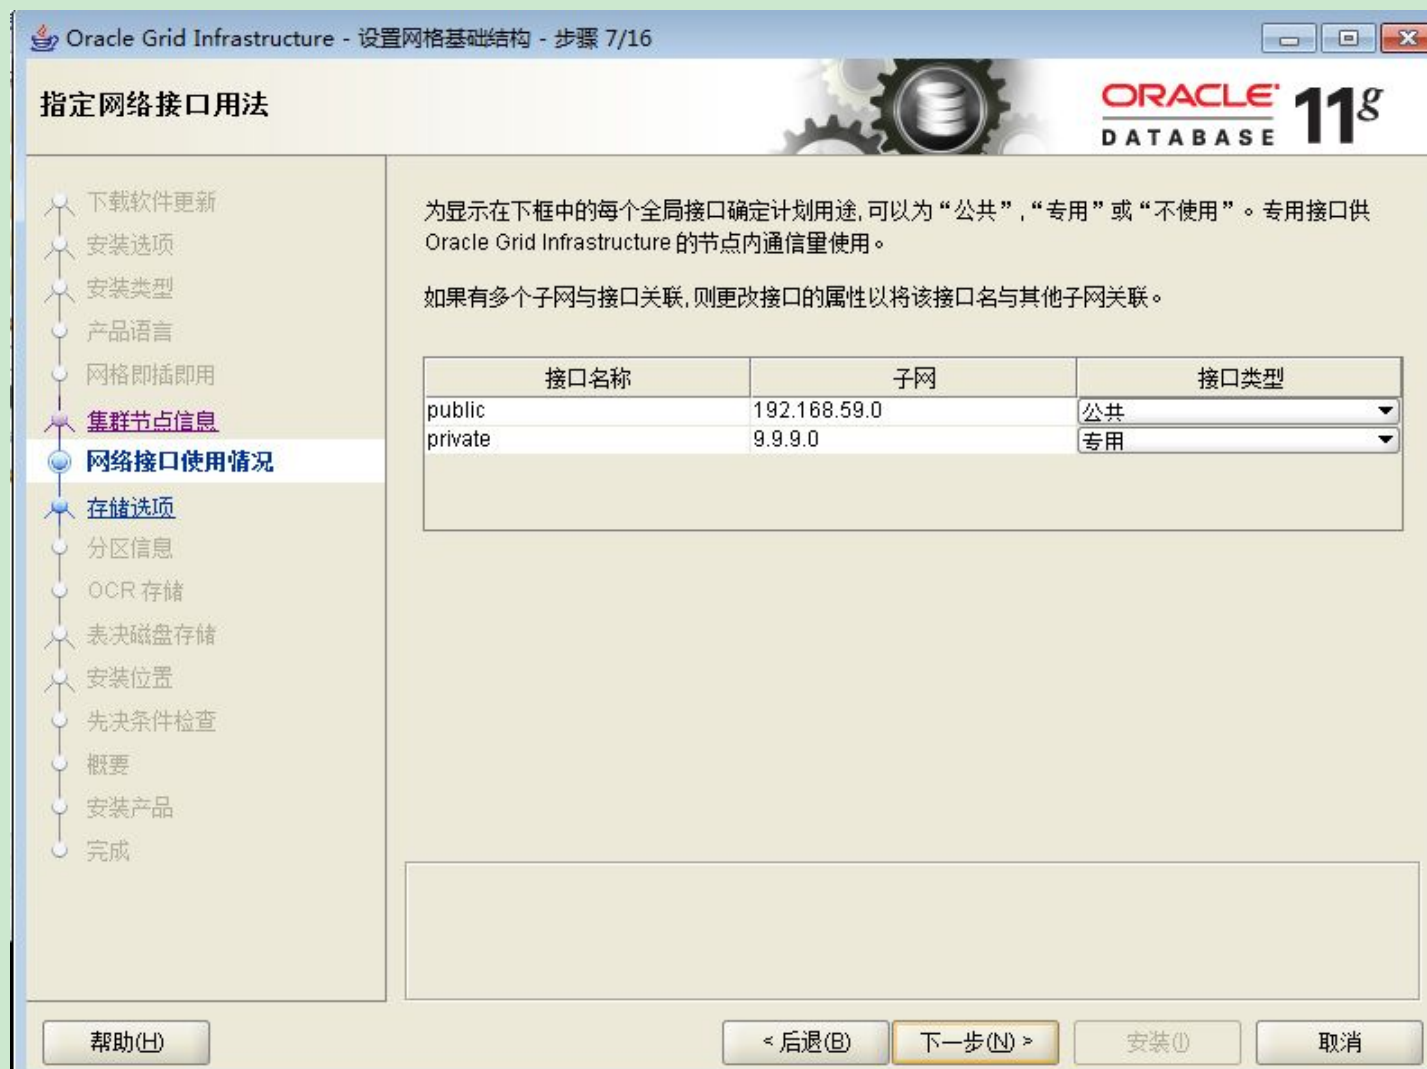 Oracle Grid Infrastructure - 设置网格基础结构 - 步骤 7/16
指定网络接口用法
ORACLE
DATABASE 11g
下载软件更新
安装选项
安装类型
产品语言
网格即插即用
集群节点信息
网络接口使用情况
存储选项
分区信息
OCR 存储
表决磁盘存储
安装位置
先决条件检查
概要
安装产品
完成
为显示在下框中的每个全局接口确定计划用途,可以为“公共”,“专用”或“不使用”。专用接口供
Oracle Grid Infrastructure 的节点内通信量使用。
如果有多个子网与接口关联,则更改接口的属性以将该接口名与其他子网关联。
接口名称 子网 接口类型
public 192.168.59.0 公共
private 9.9.9.0 专用
帮助(H) < 后退(B) 下一步(N) > 安装(I) 取消